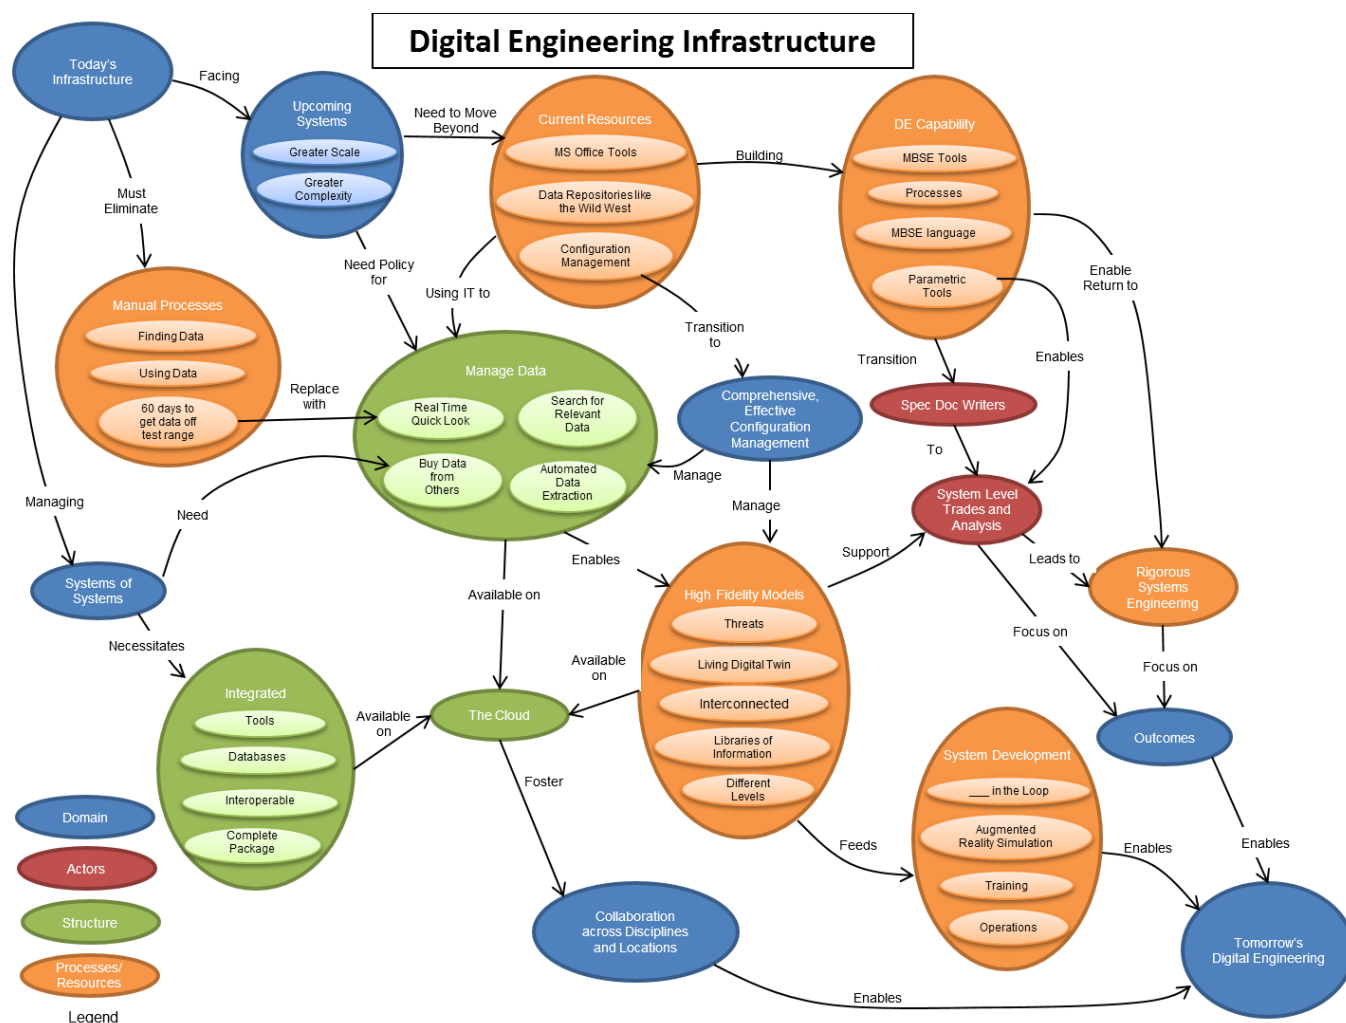 Digital Engineering Infrastructure
Today's
Infrastructure
Facing
Upcoming
Systems
Greater Scale
Greater
Complexity
Need to Move
Beyond
Current Resources
MS Office Tools
Data Repositories like
the Wild West
Configuration
Management
Building
DE Capability
MBSE Tools
Processes
MBSE language
Parametric
Tools
Must
Eliminate
Need Policy
for
Using IT to
Transition
to
Enable
Return to
Manual Processes
Finding Data
Using Data
60 days to
get data off
test range
Replace
with
Manage Data
Real Time
Quick Look
Search for
Relevant
Data
Buy Data
from
Others
Automated
Data
Extraction
Comprehensive,
Effective
Configuration
Management
Transition
Enables
Spec Doc Writers
To
System Level
Trades and
Analysis
Managing
Need
Manage
Manage
Systems of
Systems
Available on
Enables
Support
Leads to
Rigorous
Systems
Engineering
Necessitates
High Fidelity Models
Threats
Living Digital Twin
Interconnected
Libraries of
Information
Different
Levels
Focus on
Focus on
Integrated
Tools
Databases
Interoperable
Complete
Package
Available
on
The Cloud
Available
on
Outcomes
System Development
___ in the Loop
Augmented
Reality Simulation
Training
Operations
Foster
Feeds
Enables
Enables
Collaboration
across Disciplines
and Locations
Enables
Tomorrow's
Digital Engineering
Domain
Actors
Structure
Processes/
Resources
Legend